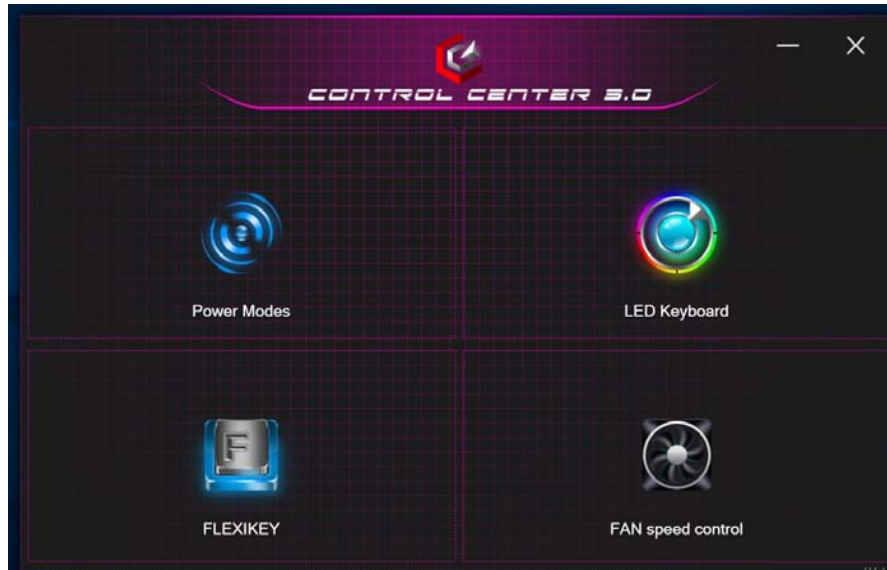 CONTROL CENTER 3.0
Power Modes
LED Keyboard
F
FLEXIKEY
FAN speed control